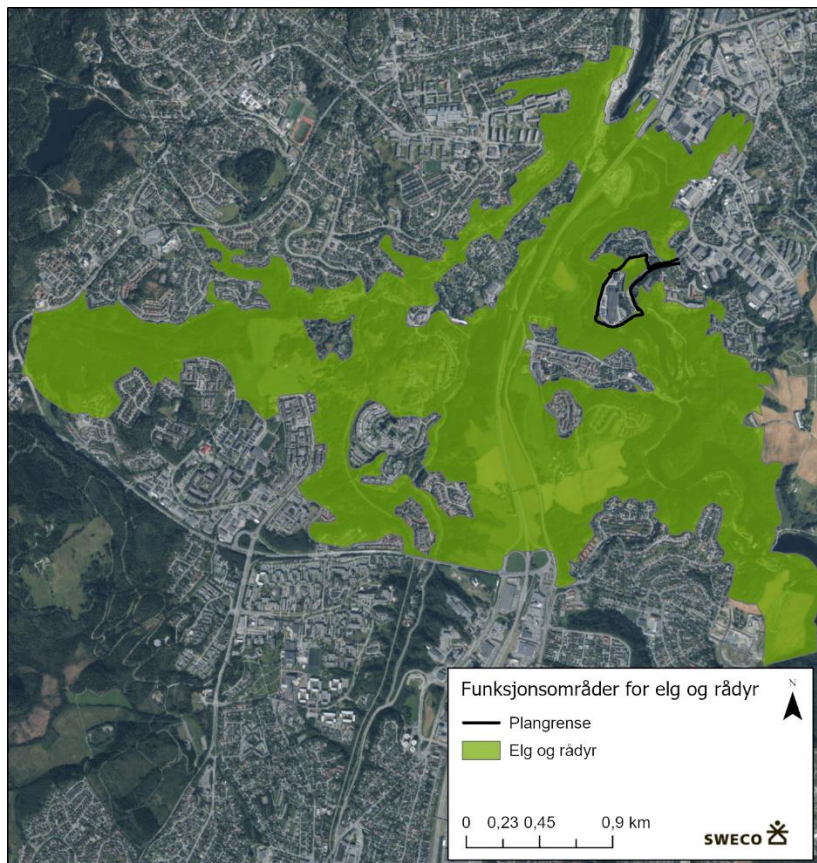 Funksjonsområder for elg og rådyr
N
Plangrense
Elg og rådyr
0 0,23 0,45 0,9 km
SWECO